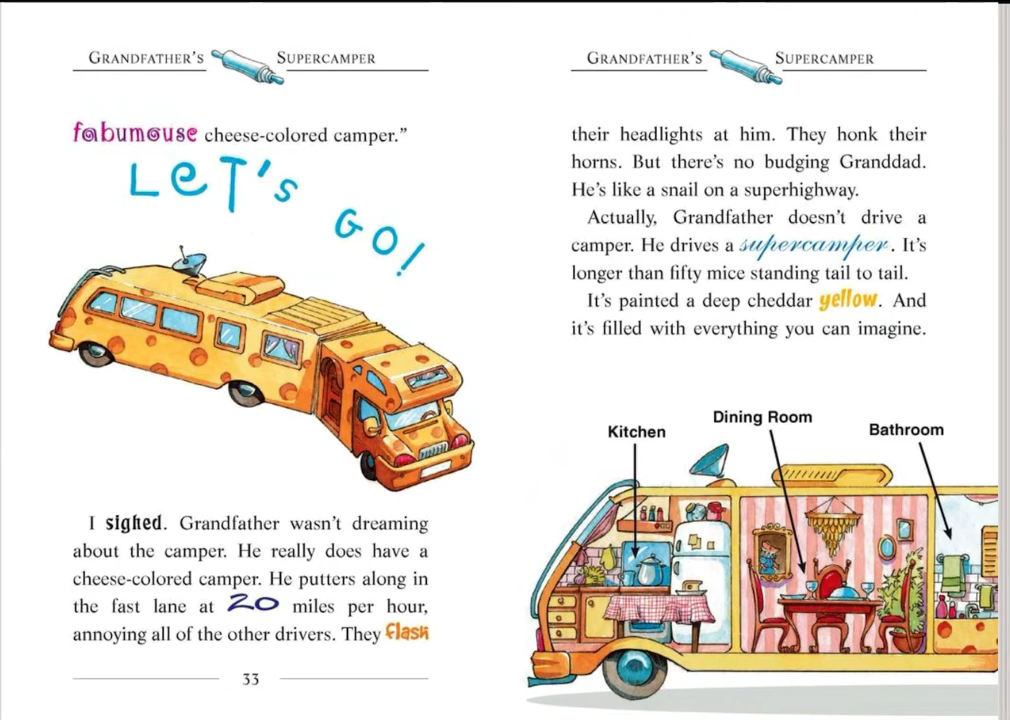 GRANDFATHER'S SUPERCAMPER
fabumouse cheese-colored camper.”
LET'S GO!
I sighed. Grandfather wasn't dreaming
about the camper. He really does have a
cheese-colored camper. He putters along in
the fast lane at 20 miles per hour,
annoying all of the other drivers. They flash
33
GRANDFATHER'S SUPERCAMPER
their headlights at him. They honk their
horns. But there's no budging Granddad.
He's like a snail on a superhighway.
Actually, Grandfather doesn't drive a
camper. He drives a supercamper. It's
longer than fifty mice standing tail to tail.
It's painted a deep cheddar yellow. And
it's filled with everything you can imagine.
Kitchen
Dining Room
Bathroom